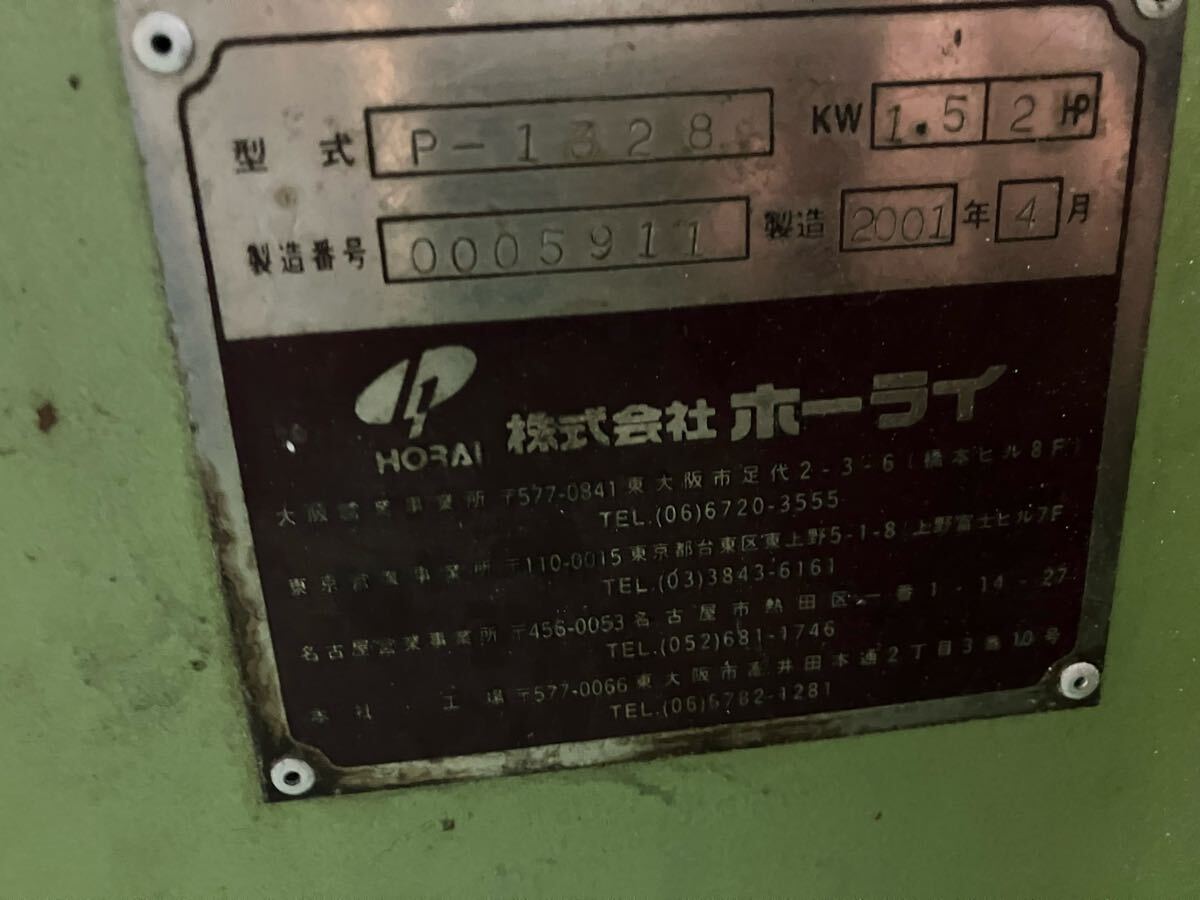 型式 P-1328 KW 1.5 2 HP
製造番号 0005911 製造 2001年 4月
HORAI 株式会社 ホーライ
大阪営業事業所 〒577-0841 東大阪市足代2-3-6(橋本ビル8F)
TEL.(06)6720-3555
東京営業事業所 〒110-0015 東京都台東区東上野5-1-8(上野富士ビル7F
TEL.(03)3843-6161
名古屋営業事業所 〒456-0053 名古屋市熱田区一番1-14-27
TEL.(052)681-1746
本社・工場 〒577-0066 東大阪市高井田本通2丁目3番10号
TEL.(06)6782-1281